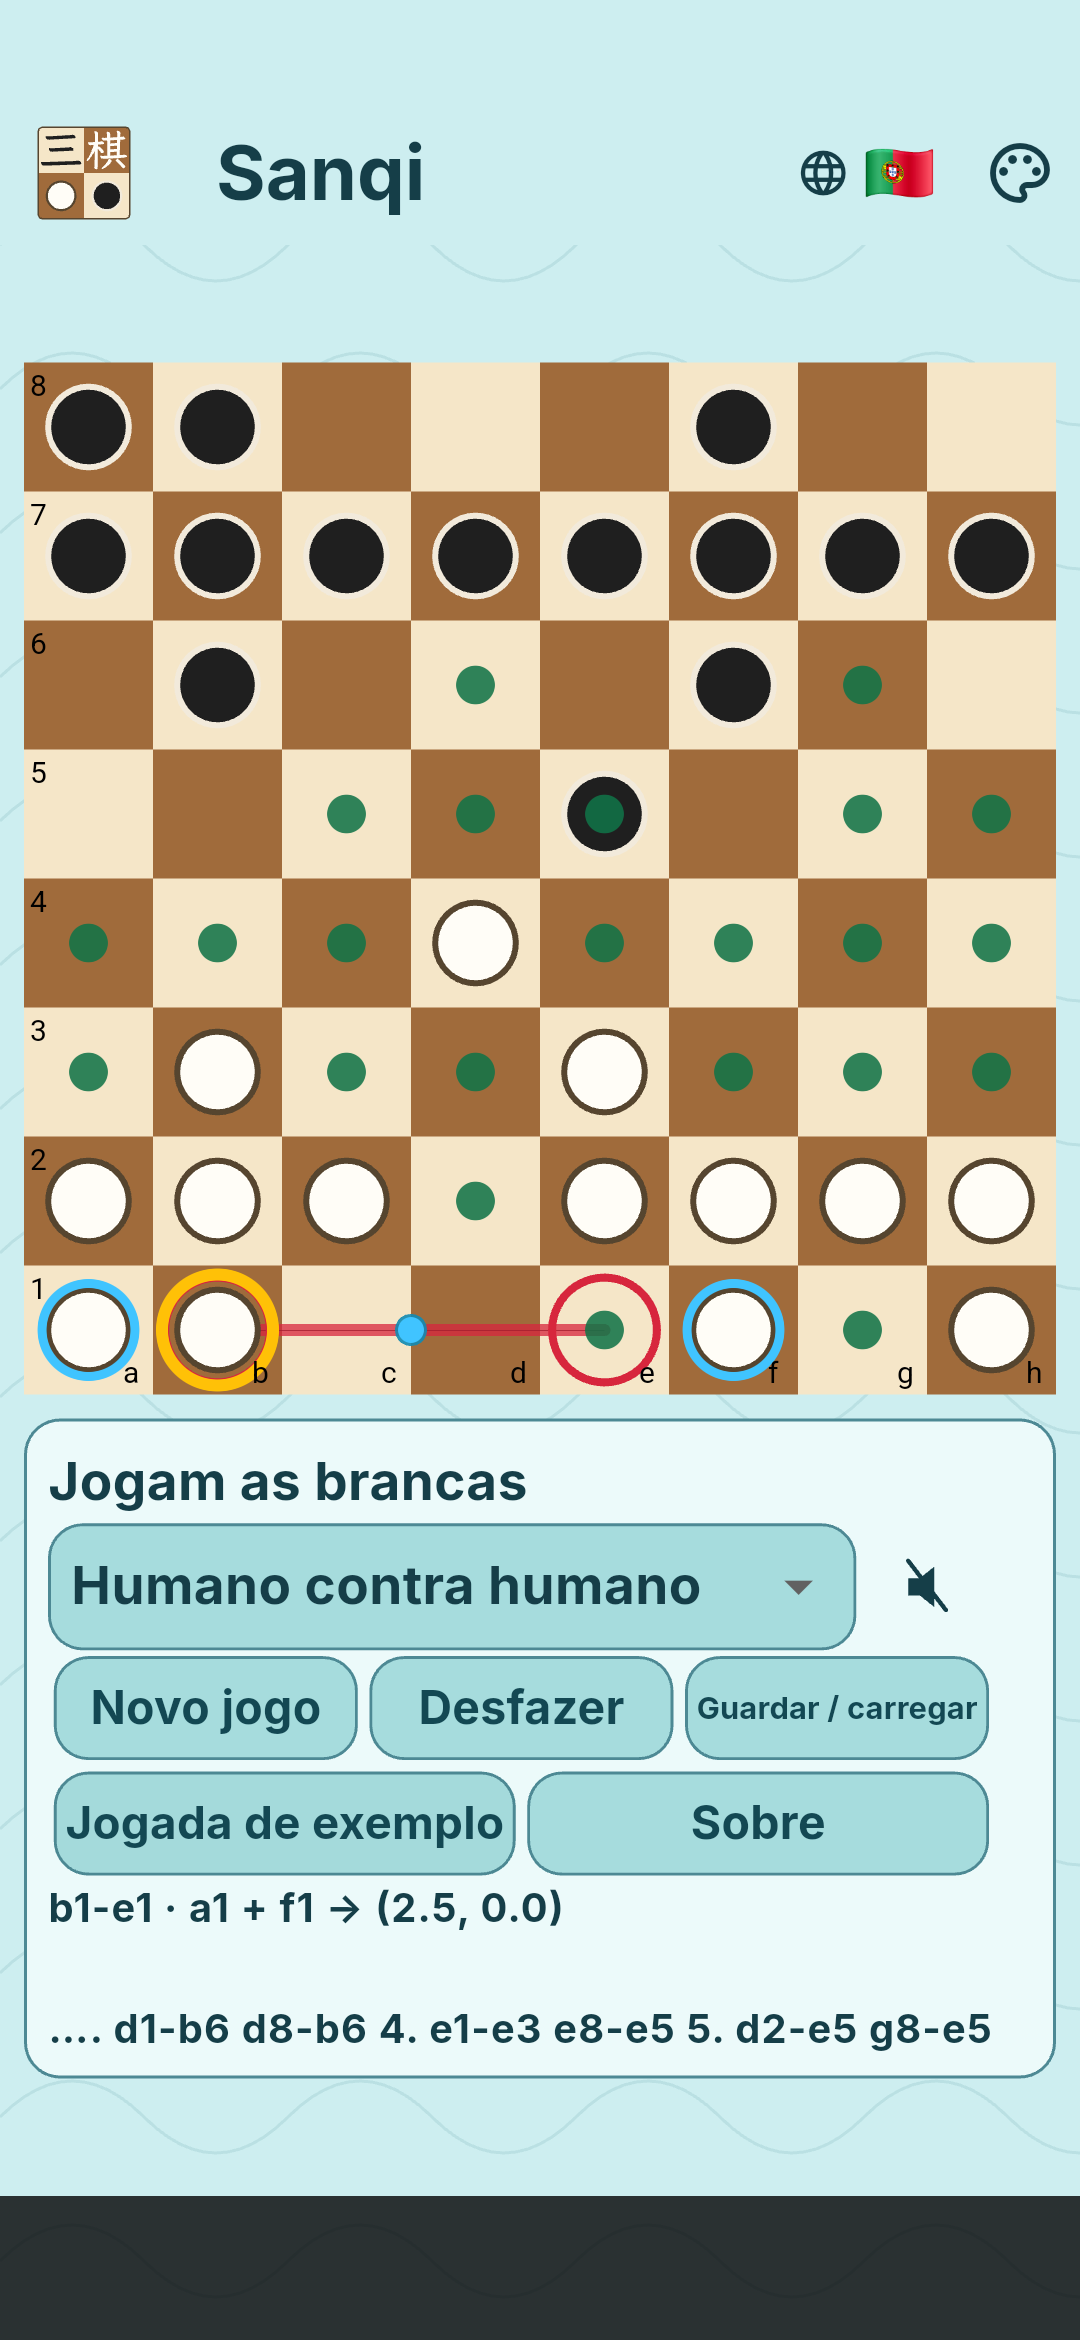 三棋
Sanqi
8
7
6
5
4
3
2
1
a b c d e f g h
Jogam as brancas
Humano contra humano
Novo jogo Desfazer Guardar / carregar
Jogada de exemplo Sobre
b1-e1 · a1 + f1 → (2.5, 0.0)
.... d1-b6 d8-b6 4. e1-e3 e8-e5 5. d2-e5 g8-e5